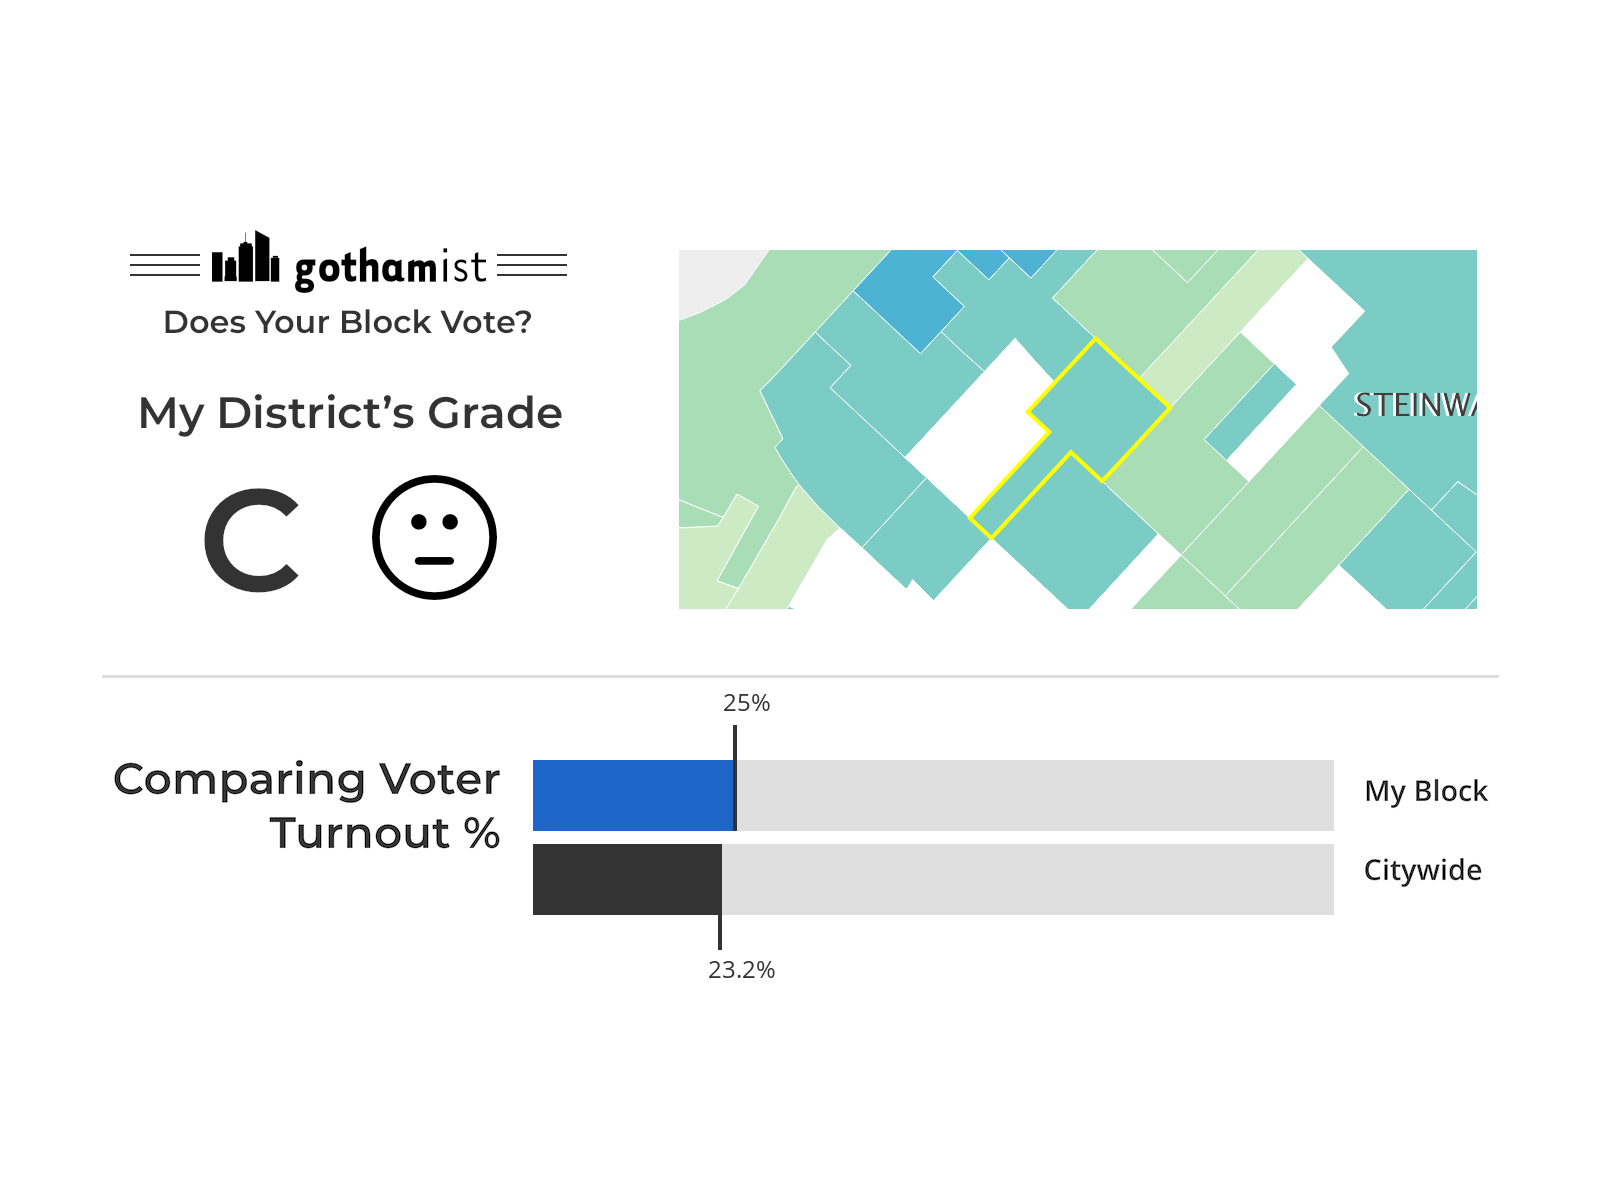 gothamist
Does Your Block Vote?
My District’s Grade
C
STEINWA
25%
Comparing Voter
Turnout %
My Block
Citywide
23.2%